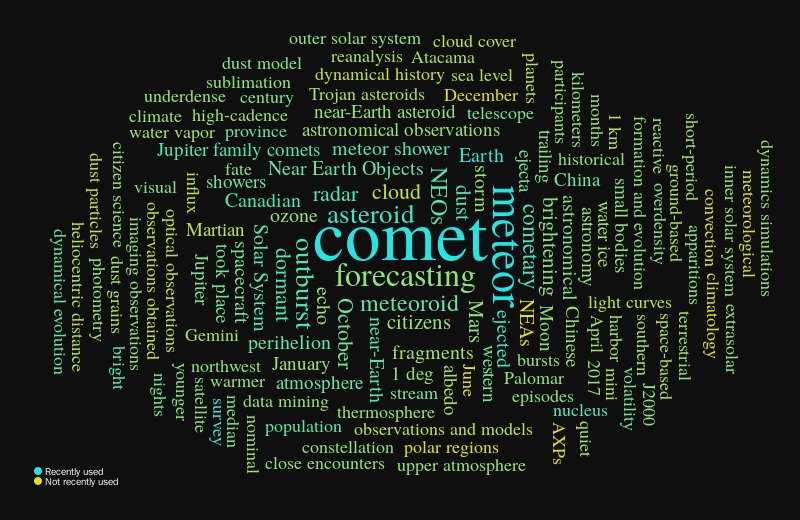 outer solar system
cloud cover
reanalysis
Atacama
dust model
dynamical history
sea level
planets
participants
kilometers
sublimation
underdense
century
Trojan asteroids
December
months
climate
high-cadence
near-Earth asteroid
telescope
1 km
short-period
water vapor
province
astronomical observations
trailing
formation and evolution
reactive
dynamics simulations
Jupiter family comets
meteor shower
Earth
ejecta
historical
citizen science
dust particles
fate
Near Earth Objects
NEOs
storm
China
small bodies
overdensity
ground-based
inner solar system
meteorological
visual
influx
showers
Canadian
radar
cloud
dust
meteor
cometary
brightening
astronomical
astronomy
water ice
apparitions
convection
climatology
extrasolar
Martian
ozone
asteroid
comet
heliocentric distance
dynamical evolution
photometry
dust grains
imaging observations
observations obtained
optical observations
Jupiter
took place
spacecraft
Solar System
dormant
outburst
forecasting
echo
meteoroid
October
citizens
Mars
ejected
NEAs
Moon
Chinese
light curves
April 2017
harbor
southern
space-based
terrestrial
Gemini
perihelion
near-Earth
fragments
western
bursts
bright
nights
younger
northwest
January
1 deg
albedo
June
Palomar
mini
volatility
J2000
warmer
atmosphere
stream
episodes
satellite
survey
median
data mining
thermosphere
nucleus
nominal
population
observations and models
AXPs
quiet
constellation
polar regions
close encounters
upper atmosphere
Recently used
Not recently used